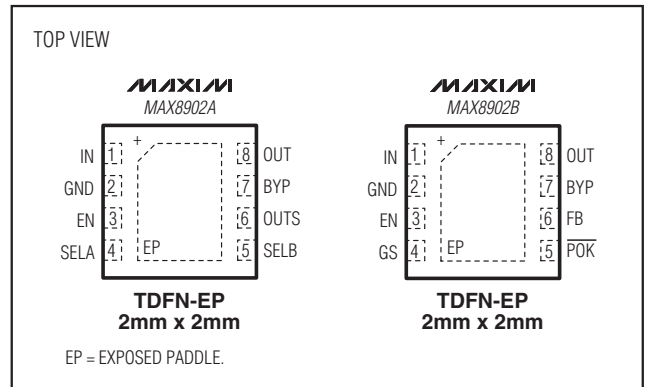 TOP VIEW
MAXIM
MAX8902A
+
IN 1 8 OUT
GND 2 7 BYP
EN 3 6 OUTS
SELA 4 EP 5 SELB
TDFN-EP
2mm x 2mm
MAXIM
MAX8902B
+
IN 1 8 OUT
GND 2 7 BYP
EN 3 6 FB
GS 4 EP 5 P̅O̅K̅
TDFN-EP
2mm x 2mm
EP = EXPOSED PADDLE.